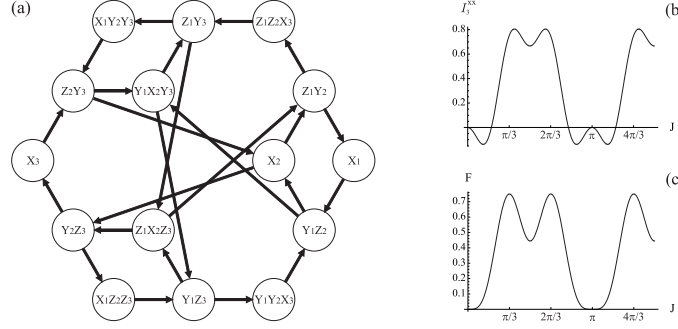 (a)
X₁Y₂Y₃
Z₁Y₃
Z₁Z₂X₃
Z₂Y₃
Y₁X₂Y₃
Z₁Y₂
X₃
X₂
X₁
Y₂Z₃
Z₁X₂Z₃
Y₁Z₂
X₁Z₂Z₃
Y₁Z₃
Y₁Y₂X₃
(b)
I₃ˣˣ
0.8
0.6
0.4
0.2
J
π/3
2π/3
π
4π/3
(c
F
0.7
0.6
0.5
0.4
0.3
0.2
0.1
J
π/3
2π/3
π
4π/3